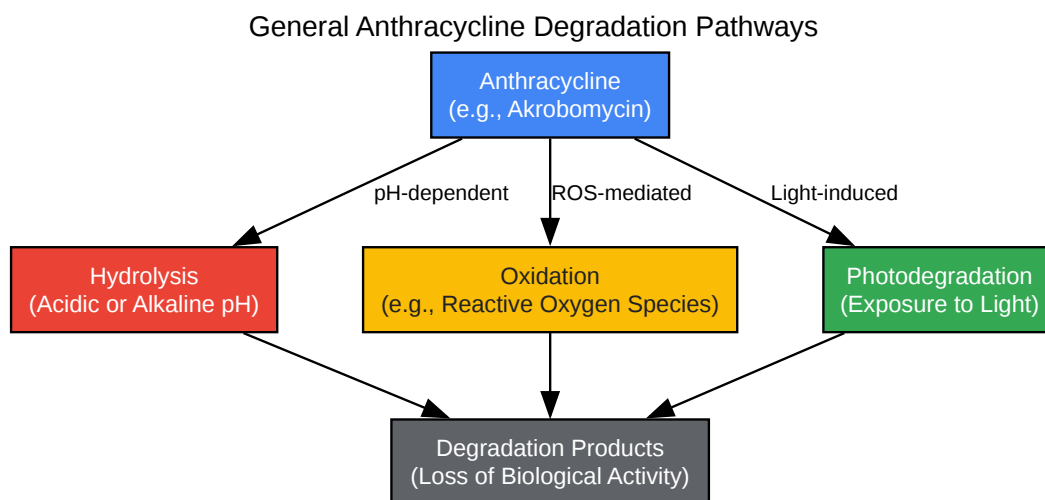 General Anthracycline Degradation Pathways
Anthracycline
(e.g., Akrobomycin)
pH-dependent
ROS-mediated
Light-induced
Hydrolysis
(Acidic or Alkaline pH)
Oxidation
(e.g., Reactive Oxygen Species)
Photodegradation
(Exposure to Light)
Degradation Products
(Loss of Biological Activity)